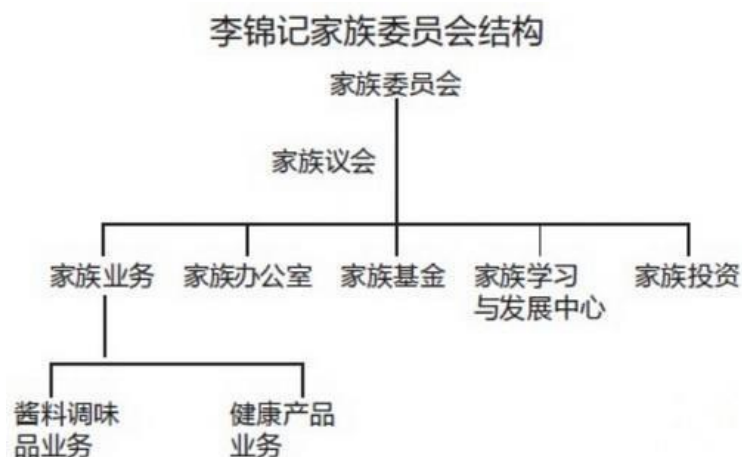 李锦记家族委员会结构
家族委员会
家族议会
家族业务 家族办公室 家族基金 家族学习 家族投资
与发展中心
酱料调味 健康产品
品业务 业务